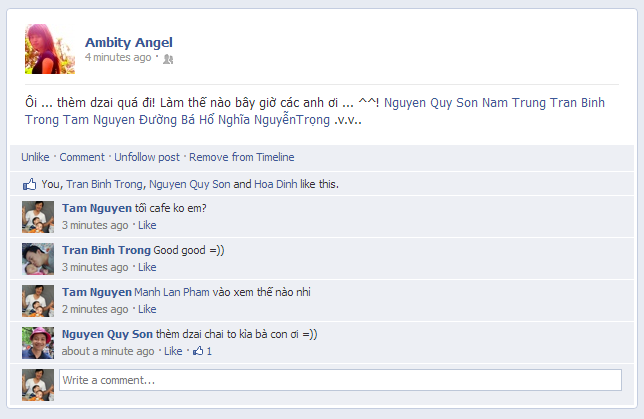 Ambity Angel
4 minutes ago ·
Ôi ... thèm dzai quá đi! Làm thế nào bây giờ các anh ơi ... ^^! Nguyen Quy Son Nam Trung Tran Binh
Trong Tam Nguyen Đường Bá Hổ Nghĩa NguyễnTrọng .v.v..
Unlike · Comment · Unfollow post · Remove from Timeline
You, Tran Binh Trong, Nguyen Quy Son and Hoa Dinh like this.
Tam Nguyen tối cafe ko em?
3 minutes ago · Like
Tran Binh Trong Good good =))
3 minutes ago · Like
Tam Nguyen Manh Lan Pham vào xem thế nào nhỉ
2 minutes ago · Like
Nguyen Quy Son thèm dzai chai to kìa bà con ơi =))
about a minute ago · Like · 1
Write a comment...